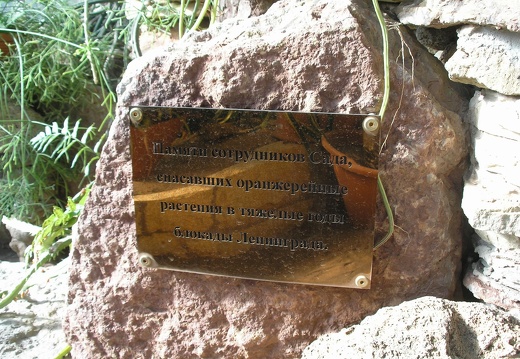 Памяти сотрудников Сада,
спасавших оранжерейные
растения в тяжелые годы
блокады Ленинграда.